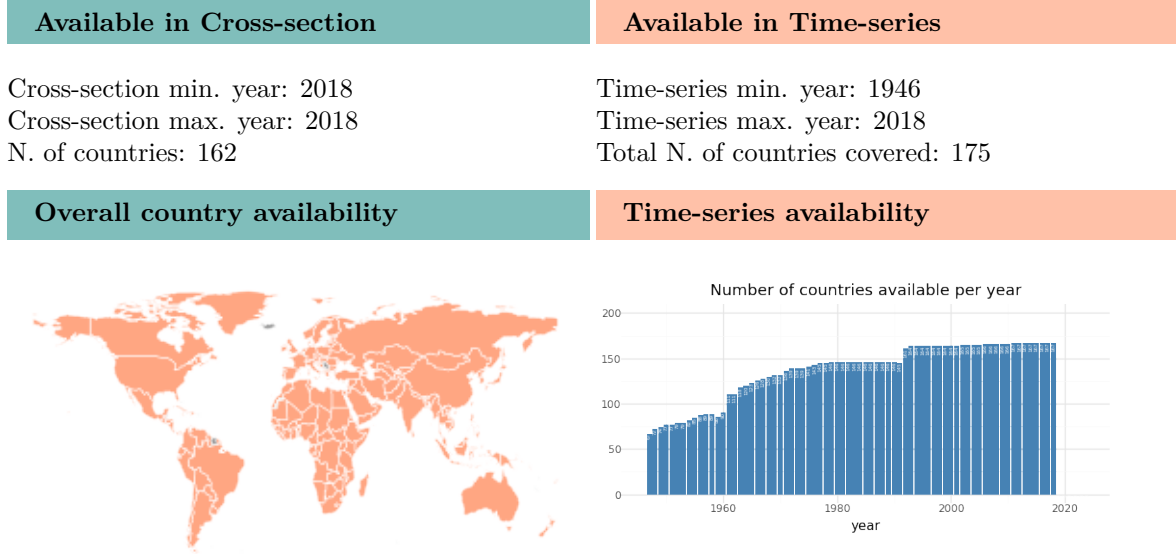 Available in Cross-section
Available in Time-series
Cross-section min. year: 2018
Cross-section max. year: 2018
N. of countries: 162
Time-series min. year: 1946
Time-series max. year: 2018
Total N. of countries covered: 175
Overall country availability
Time-series availability
Number of countries available per year
200
150
100
50
0
1960
1980
2000
2020
year